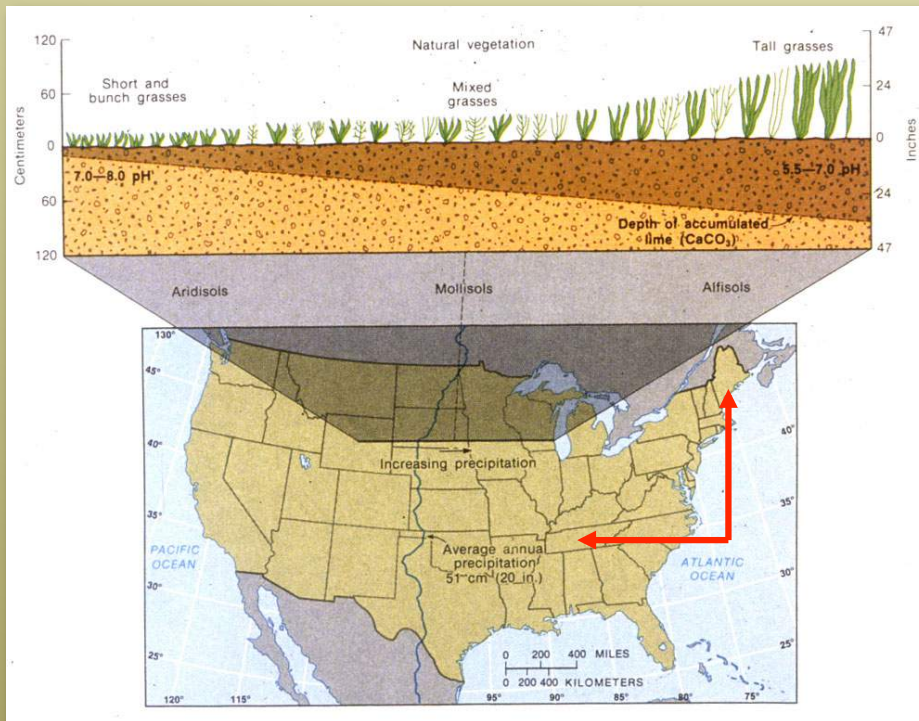 120
60
0
60
120
Centimeters
Natural vegetation
Short and
bunch grasses
Mixed
grasses
Tall grasses
47
24
0
24
47
Inches
7.0—8.0 pH
5.5—7.0 pH
Depth of accumulated
lime (CaCO₃)
Aridisols
Mollisols
Alfisols
130°
45°
40°
35°
30°
25°
40°
35°
30°
25°
Increasing precipitation
Average annual
precipitation
51 cm (20 in.)
PACIFIC
OCEAN
ATLANTIC
OCEAN
0 200 400 MILES
0 200 400 KILOMETERS
120°
115°
95°
90°
85°
80°
75°